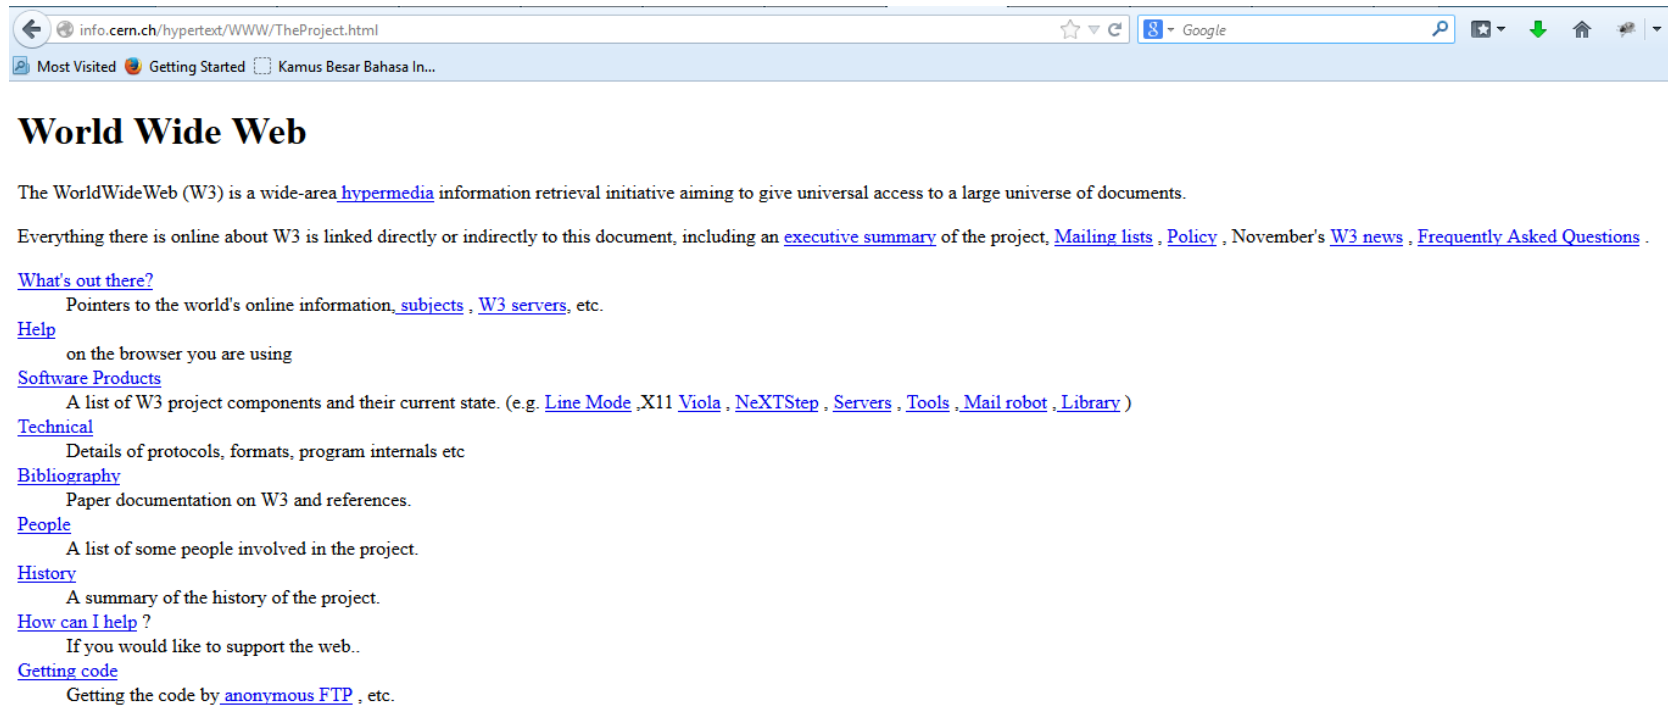 info.cern.ch/hypertext/WWW/TheProject.html
8 Google
Most Visited Getting Started Kamus Besar Bahasa In...
World Wide Web
The WorldWideWeb (W3) is a wide-area hypermedia information retrieval initiative aiming to give universal access to a large universe of documents.
Everything there is online about W3 is linked directly or indirectly to this document, including an executive summary of the project, Mailing lists , Policy , November's W3 news , Frequently Asked Questions .
What's out there?
Pointers to the world's online information, subjects , W3 servers, etc.
Help
on the browser you are using
Software Products
A list of W3 project components and their current state. (e.g. Line Mode ,X11 Viola , NeXTStep , Servers , Tools , Mail robot , Library )
Technical
Details of protocols, formats, program internals etc
Bibliography
Paper documentation on W3 and references.
People
A list of some people involved in the project.
History
A summary of the history of the project.
How can I help ?
If you would like to support the web..
Getting code
Getting the code by anonymous FTP , etc.